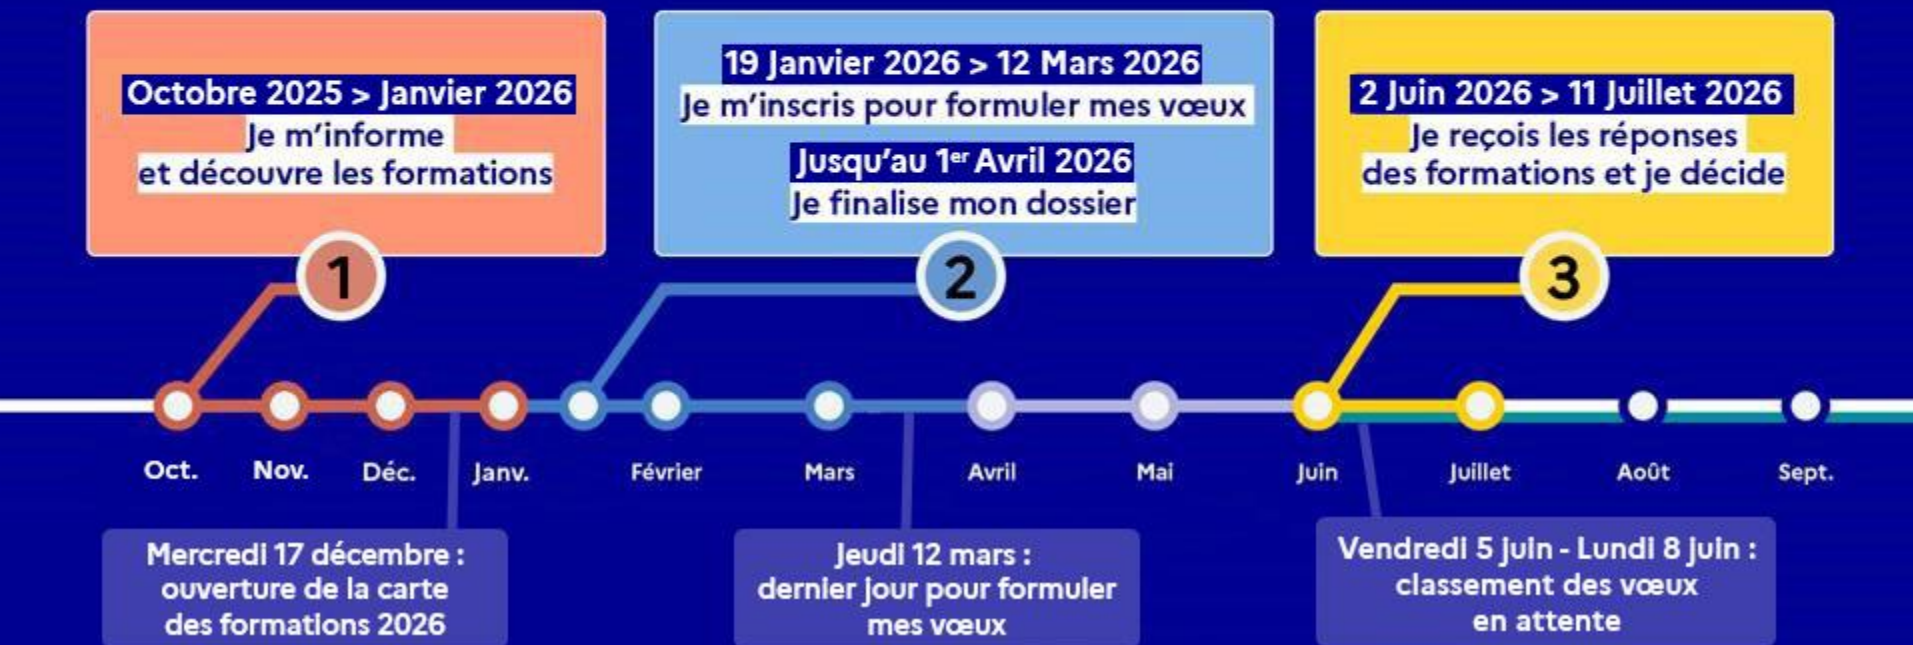 Octobre 2025 > Janvier 2026
Je m'informe
et découvre les formations
1
19 Janvier 2026 > 12 Mars 2026
Je m'inscris pour formuler mes vœux
Jusqu'au 1er Avril 2026
Je finalise mon dossier
2
2 Juin 2026 > 11 Juillet 2026
Je reçois les réponses
des formations et je décide
3
Oct. Nov. Déc. Janv. Février Mars Avril Mai Juin Juillet Août Sept.
Mercredi 17 décembre :
ouverture de la carte
des formations 2026
Jeudi 12 mars :
dernier jour pour formuler
mes vœux
Vendredi 5 juin - Lundi 8 juin :
classement des vœux
en attente